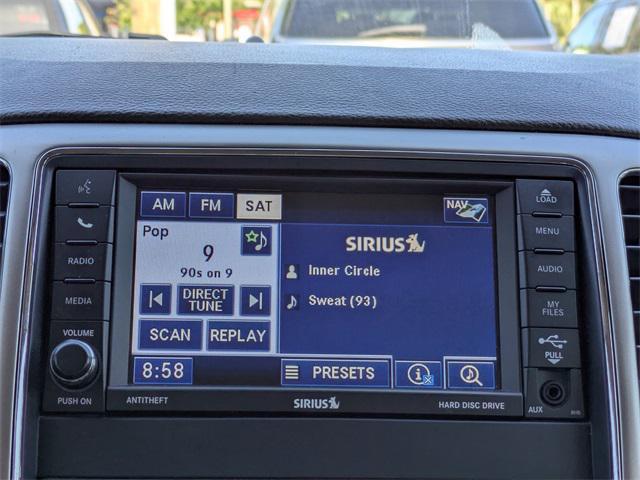 AM FM SAT
NAV
Pop
9
90s on 9
DIRECT
TUNE
SCAN REPLAY
8:58
SIRIUS
Inner Circle
Sweat (93)
PRESETS
RADIO
MEDIA
VOLUME
PUSH ON
LOAD
MENU
AUDIO
MY
FILES
PULL
AUX
ANTITHEFT
SIRIUS
HARD DISC DRIVE